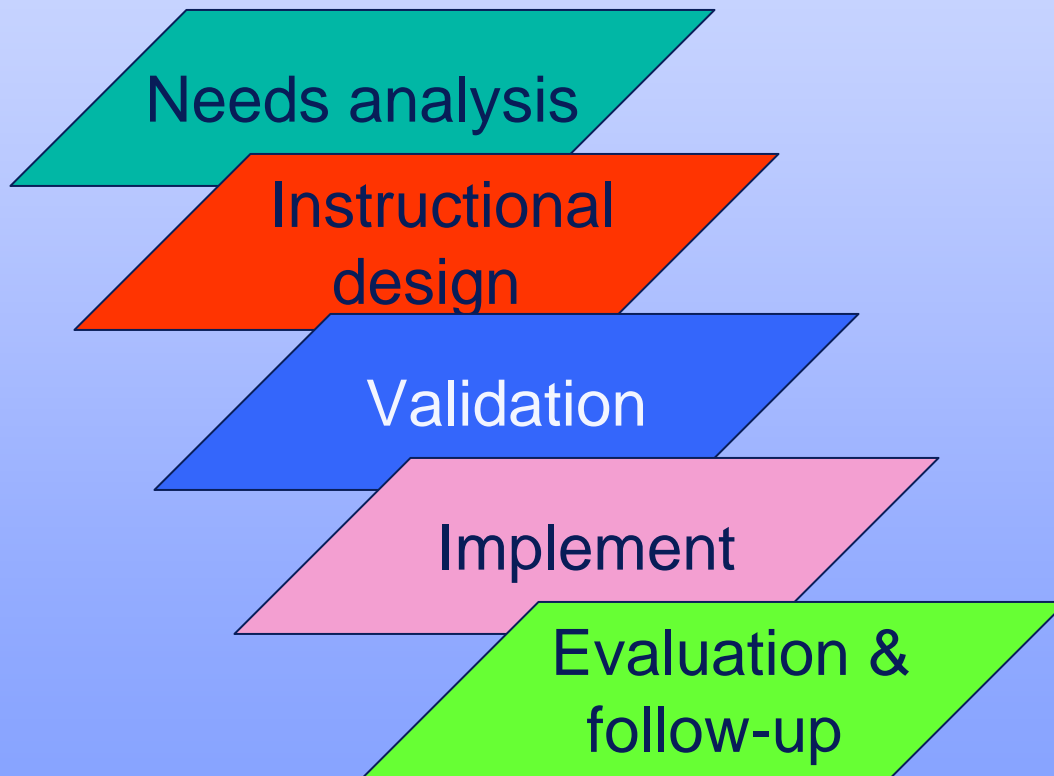 Needs analysis
Instructional
design
Validation
Implement
Evaluation &
follow-up